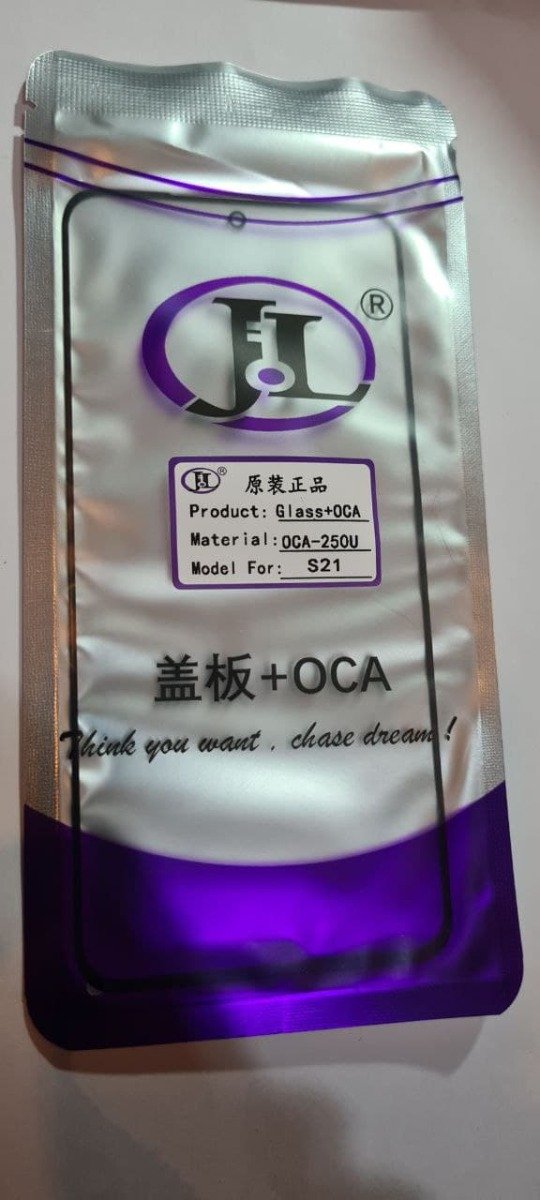 JL ®
JL ® 原装正品
Product: Glass+OCA
Material: OCA-250U
Model For: S21
盖板+OCA
Think you want , chase dream !